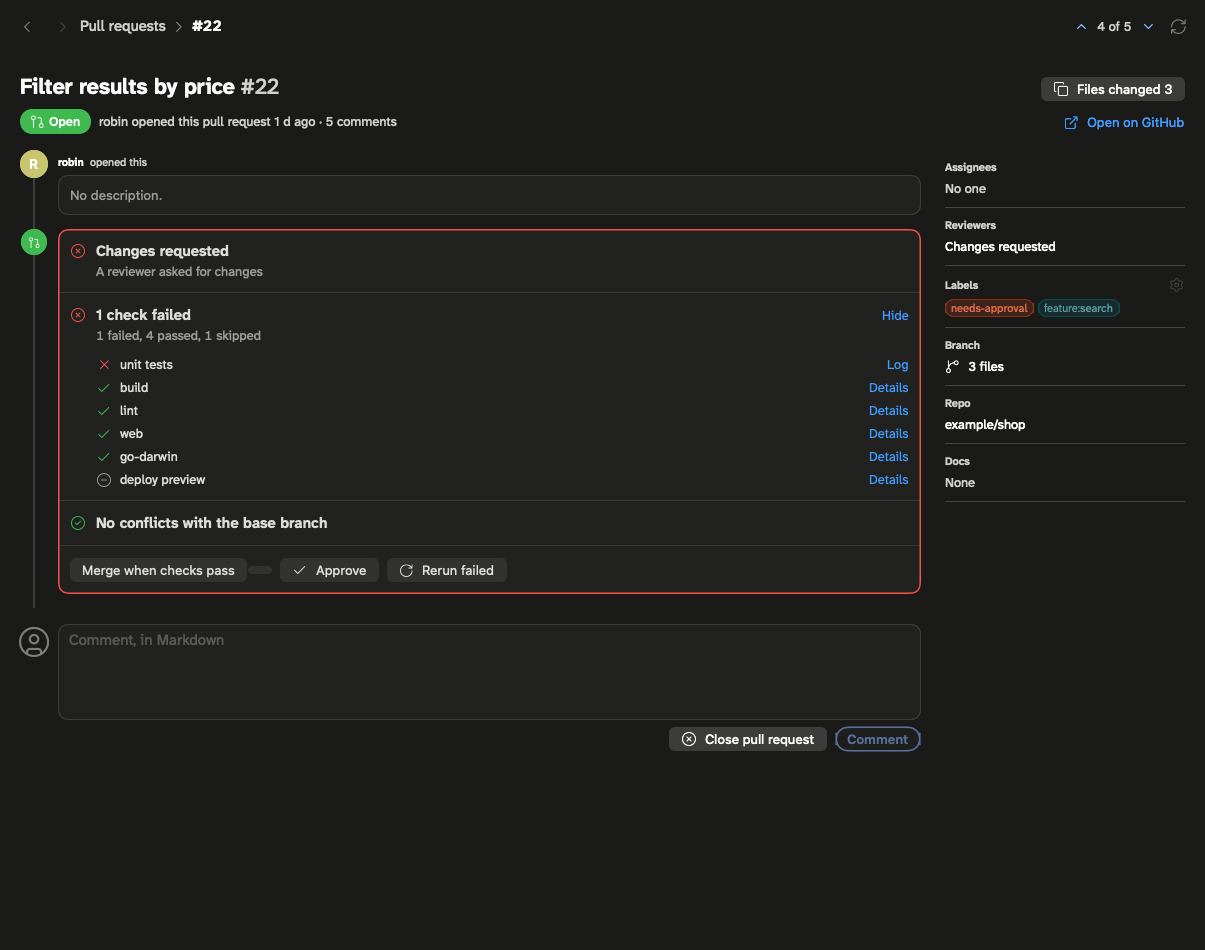 Pull requests #22
4 of 5
Filter results by price #22
Files changed 3
Open robin opened this pull request 1 d ago · 5 comments
Open on GitHub
R robin opened this
No description.
Changes requested
A reviewer asked for changes
1 check failed
Hide
1 failed, 4 passed, 1 skipped
unit tests Log
build Details
lint Details
web Details
go-darwin Details
deploy preview Details
No conflicts with the base branch
Merge when checks pass Approve Rerun failed
Comment, in Markdown
Close pull request Comment
Assignees
No one
Reviewers
Changes requested
Labels
needs-approval feature:search
Branch
3 files
Repo
example/shop
Docs
None